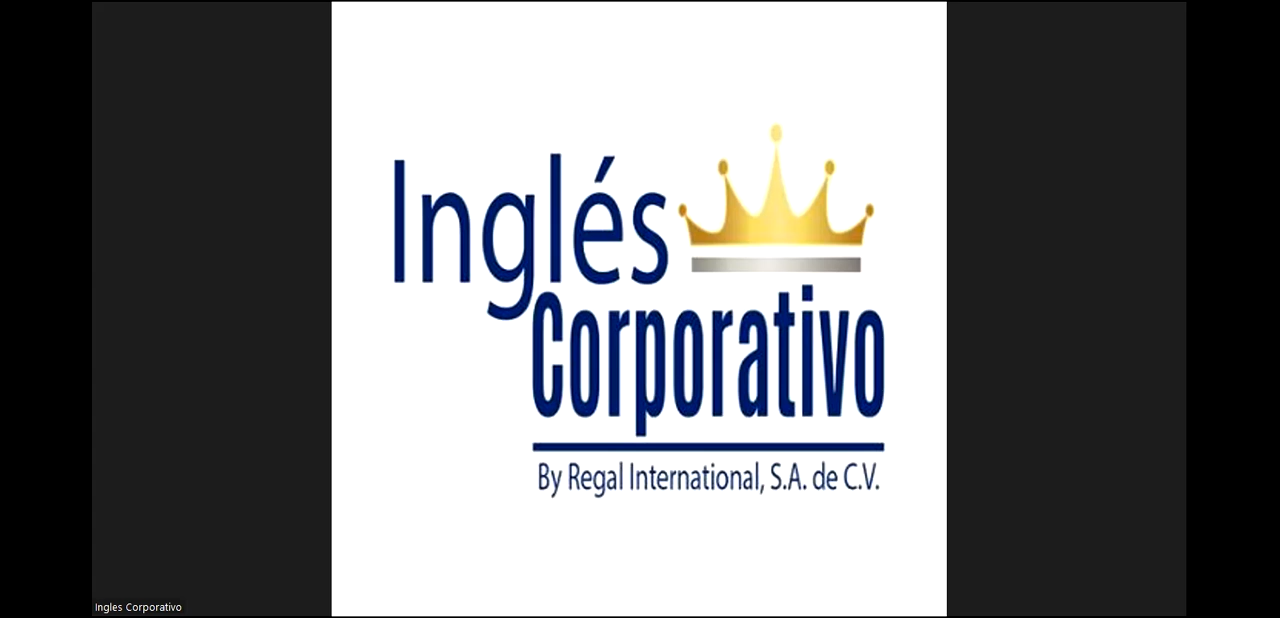 Inglés
Corporativo
By Regal International, S.A. de C.V.
Ingles Corporativo